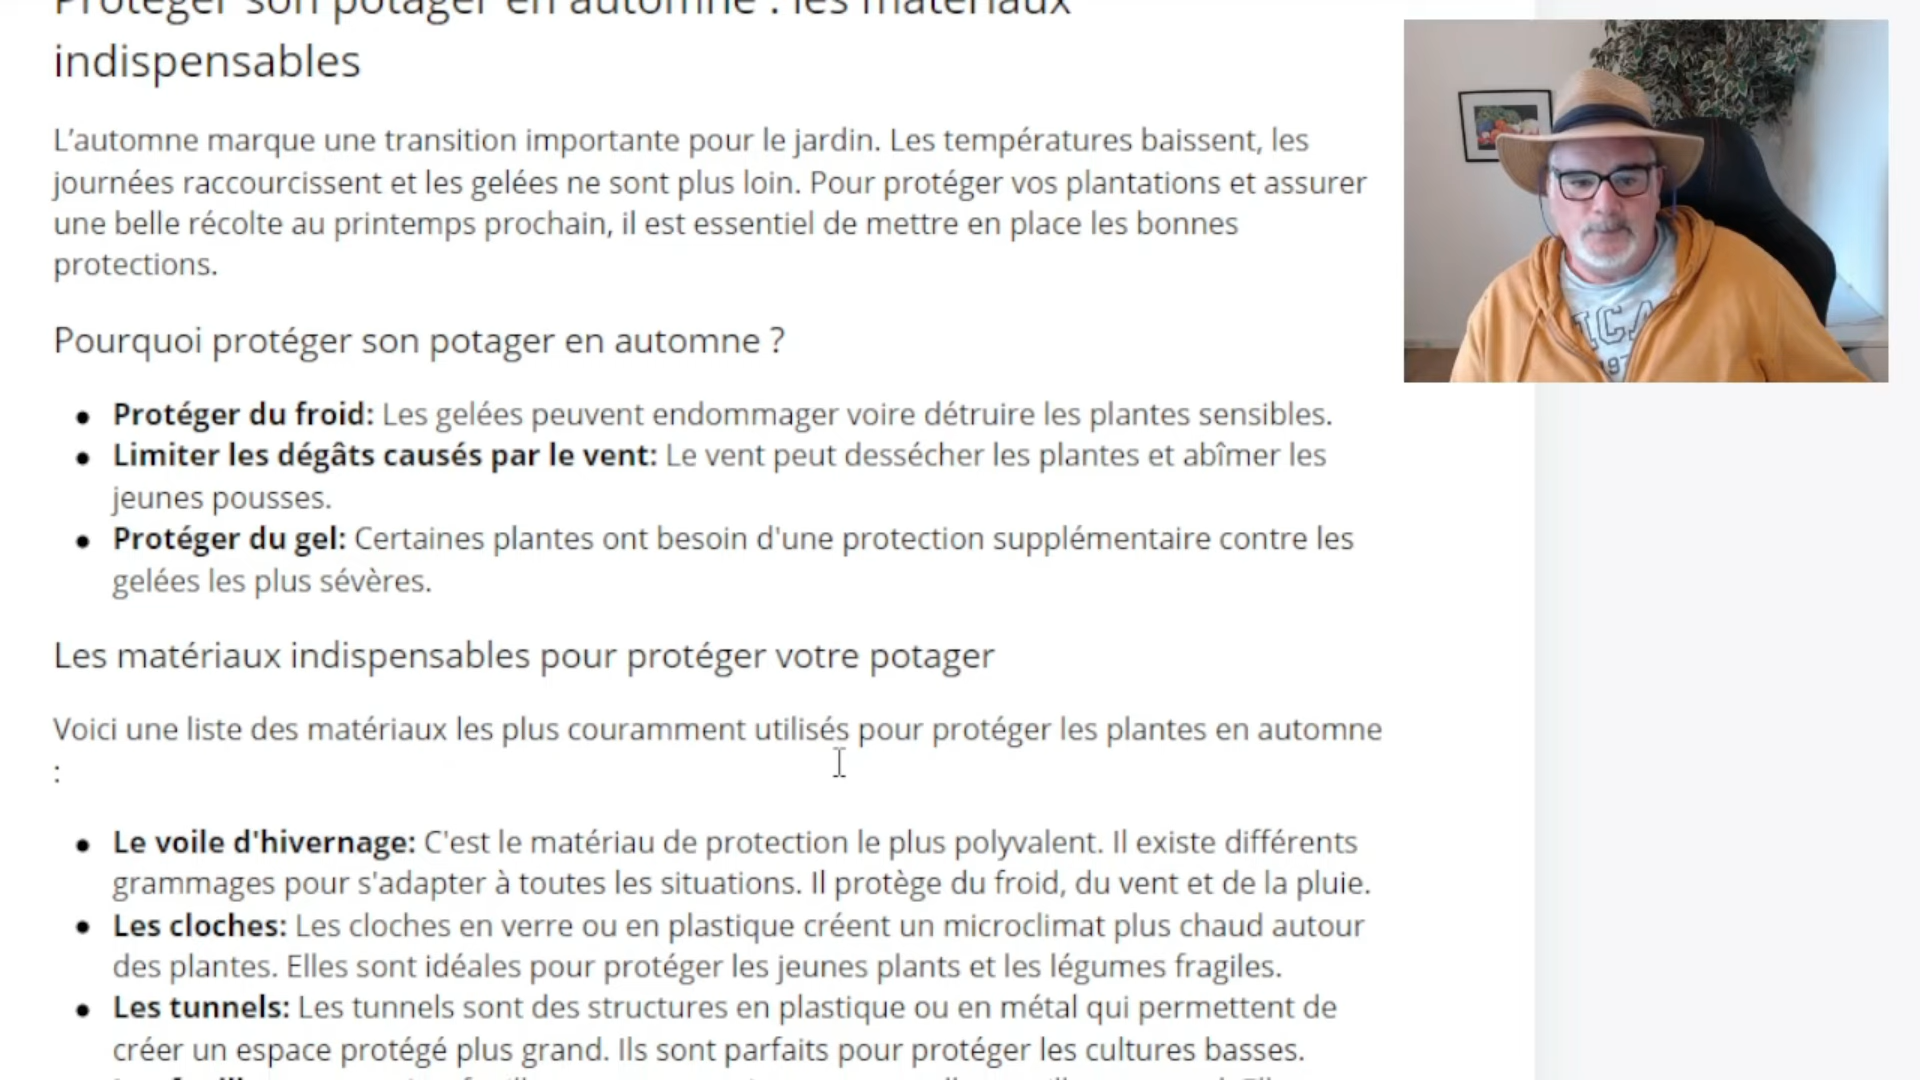 Protéger son potager en automne : les matériaux
indispensables
L’automne marque une transition importante pour le jardin. Les températures baissent, les
journées raccourcissent et les gelées ne sont plus loin. Pour protéger vos plantations et assurer
une belle récolte au printemps prochain, il est essentiel de mettre en place les bonnes
protections.
Pourquoi protéger son potager en automne ?
• Protéger du froid: Les gelées peuvent endommager voire détruire les plantes sensibles.
• Limiter les dégâts causés par le vent: Le vent peut dessécher les plantes et abîmer les
jeunes pousses.
• Protéger du gel: Certaines plantes ont besoin d'une protection supplémentaire contre les
gelées les plus sévères.
Les matériaux indispensables pour protéger votre potager
Voici une liste des matériaux les plus couramment utilisés pour protéger les plantes en automne
:
• Le voile d'hivernage: C'est le matériau de protection le plus polyvalent. Il existe différents
grammages pour s'adapter à toutes les situations. Il protège du froid, du vent et de la pluie.
• Les cloches: Les cloches en verre ou en plastique créent un microclimat plus chaud autour
des plantes. Elles sont idéales pour protéger les jeunes plants et les légumes fragiles.
• Les tunnels: Les tunnels sont des structures en plastique ou en métal qui permettent de
créer un espace protégé plus grand. Ils sont parfaits pour protéger les cultures basses.
ICA